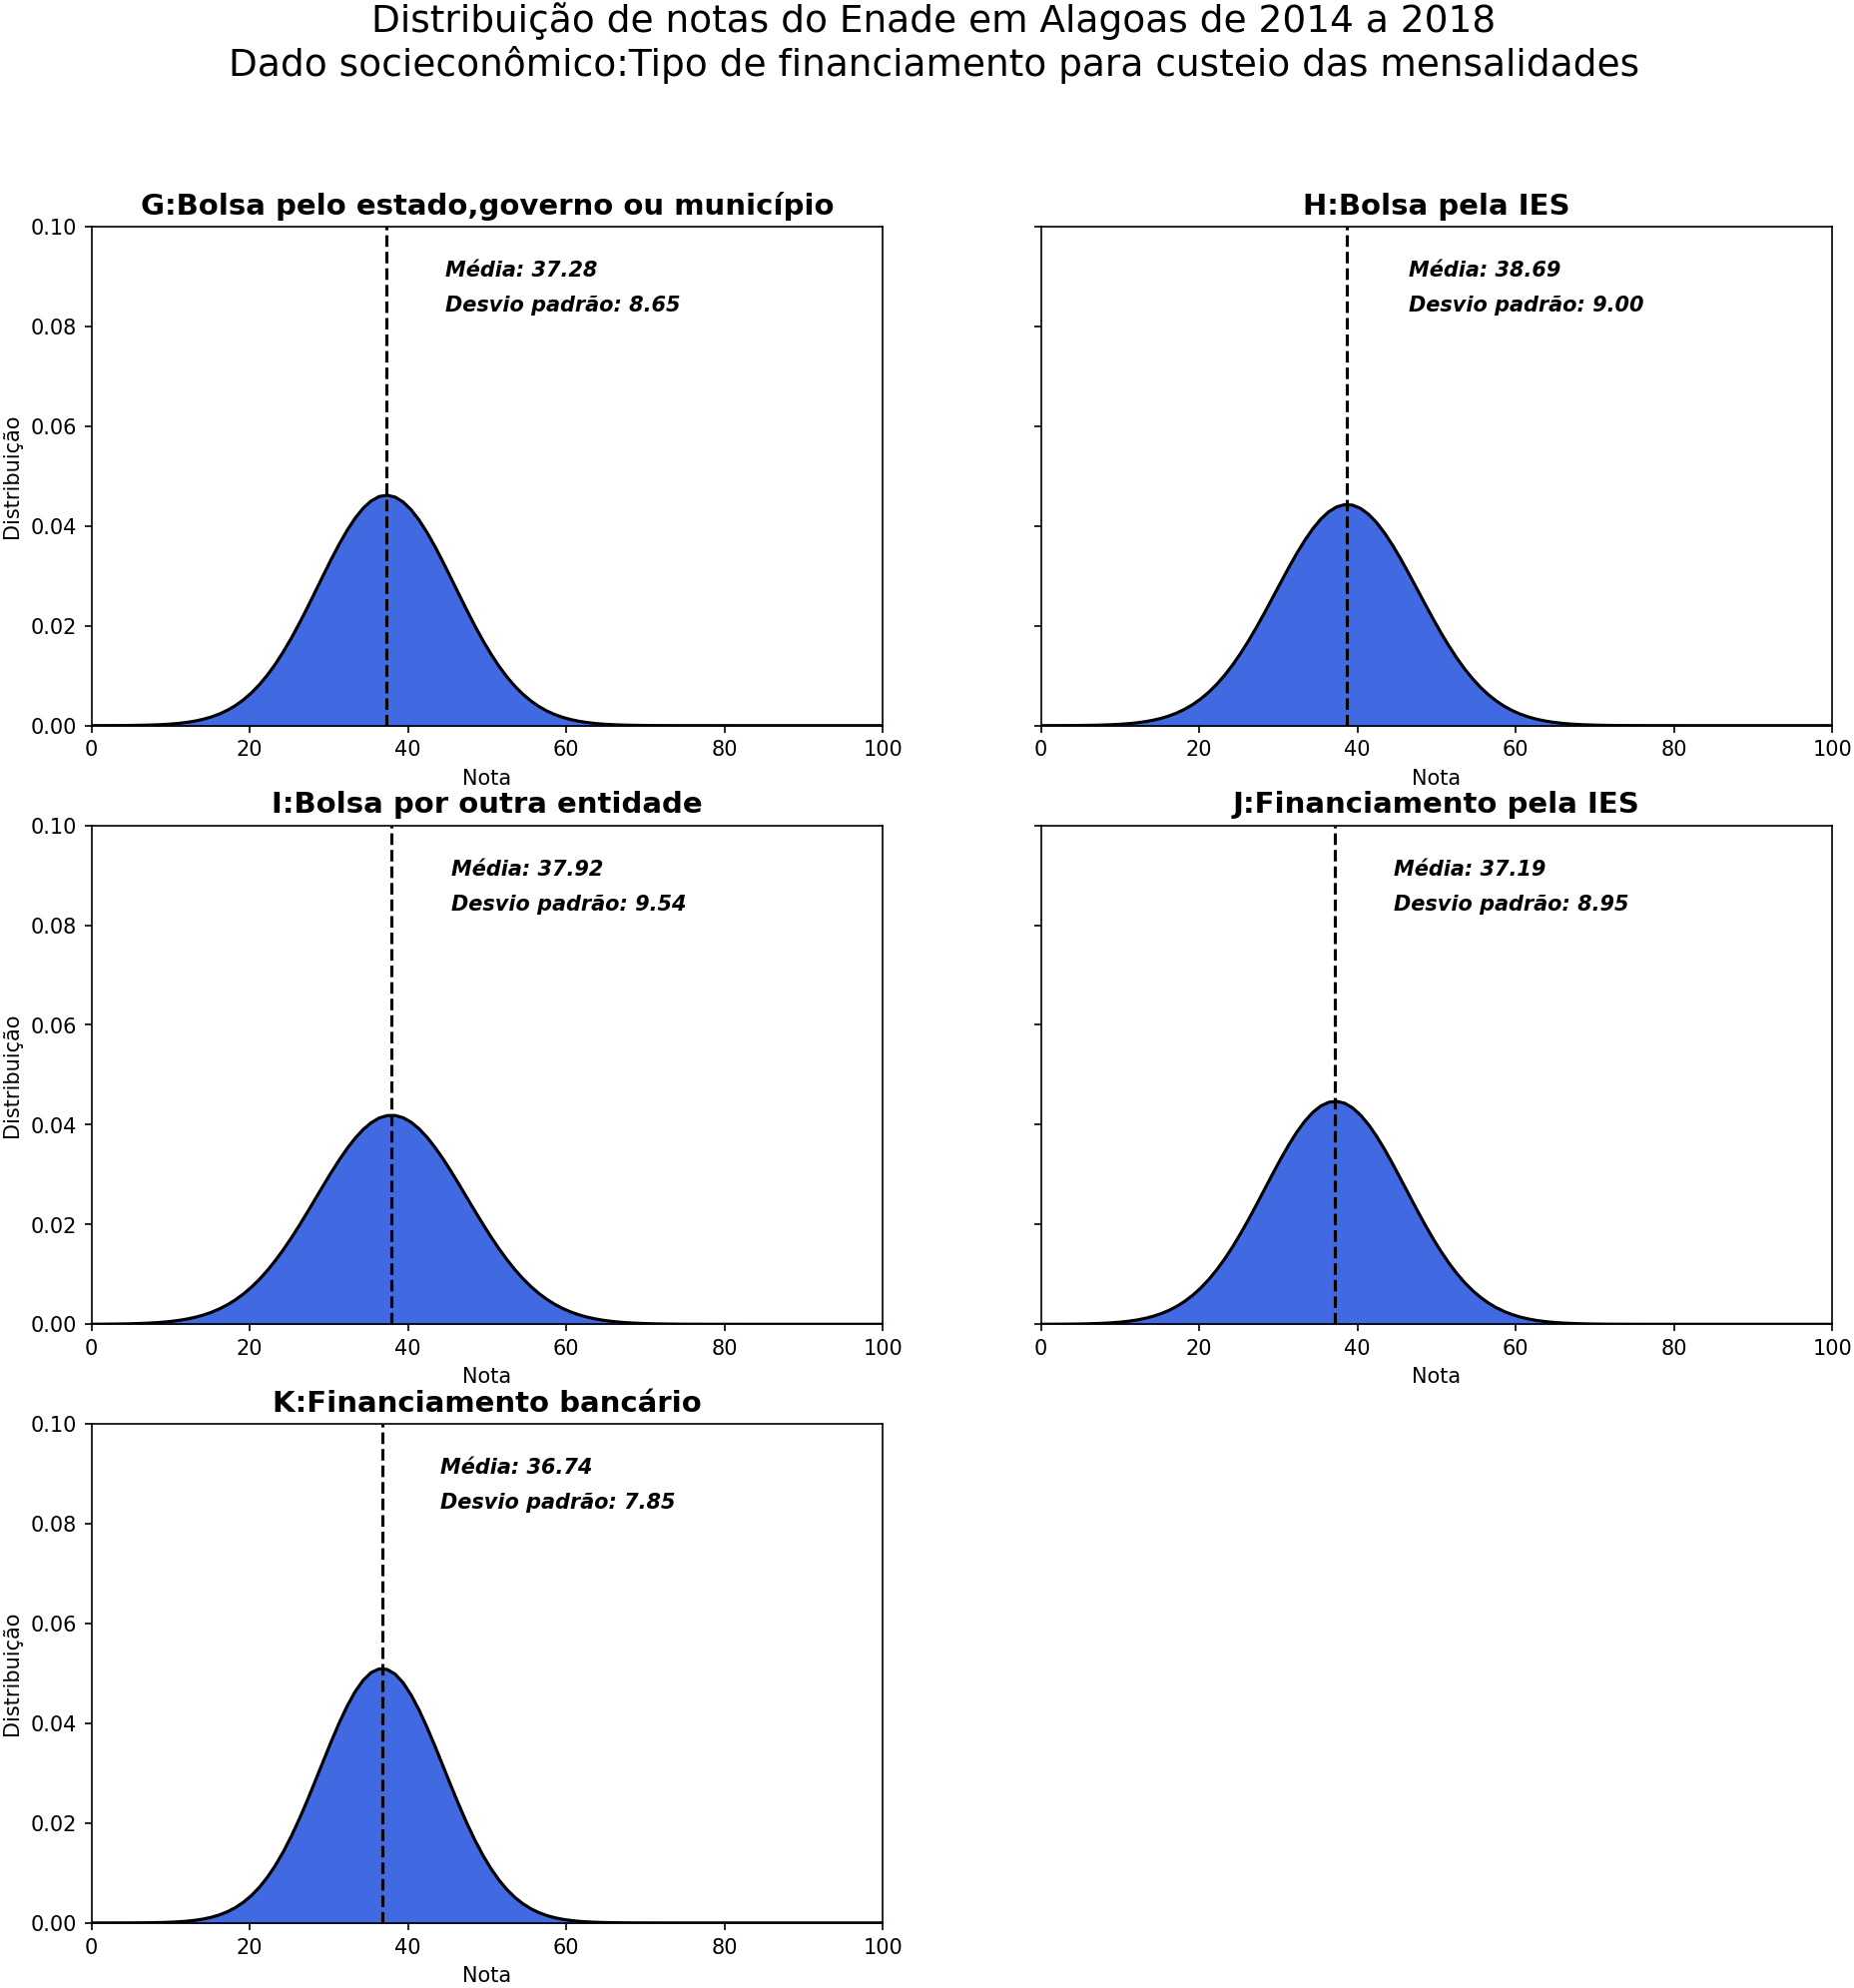 Distribuição de notas do Enade em Alagoas de 2014 a 2018
Dado socieconômico:Tipo de financiamento para custeio das mensalidades
G:Bolsa pelo estado,governo ou município
Média: 37.28
Desvio padrão: 8.65
Distribuição
0.10
0.08
0.06
0.04
0.02
0.00
0 20 40 60 80 100
Nota
H:Bolsa pela IES
Média: 38.69
Desvio padrão: 9.00
0 20 40 60 80 100
Nota
I:Bolsa por outra entidade
Média: 37.92
Desvio padrão: 9.54
Distribuição
0.10
0.08
0.06
0.04
0.02
0.00
0 20 40 60 80 100
Nota
J:Financiamento pela IES
Média: 37.19
Desvio padrão: 8.95
0 20 40 60 80 100
Nota
K:Financiamento bancário
Média: 36.74
Desvio padrão: 7.85
Distribuição
0.10
0.08
0.06
0.04
0.02
0.00
0 20 40 60 80 100
Nota